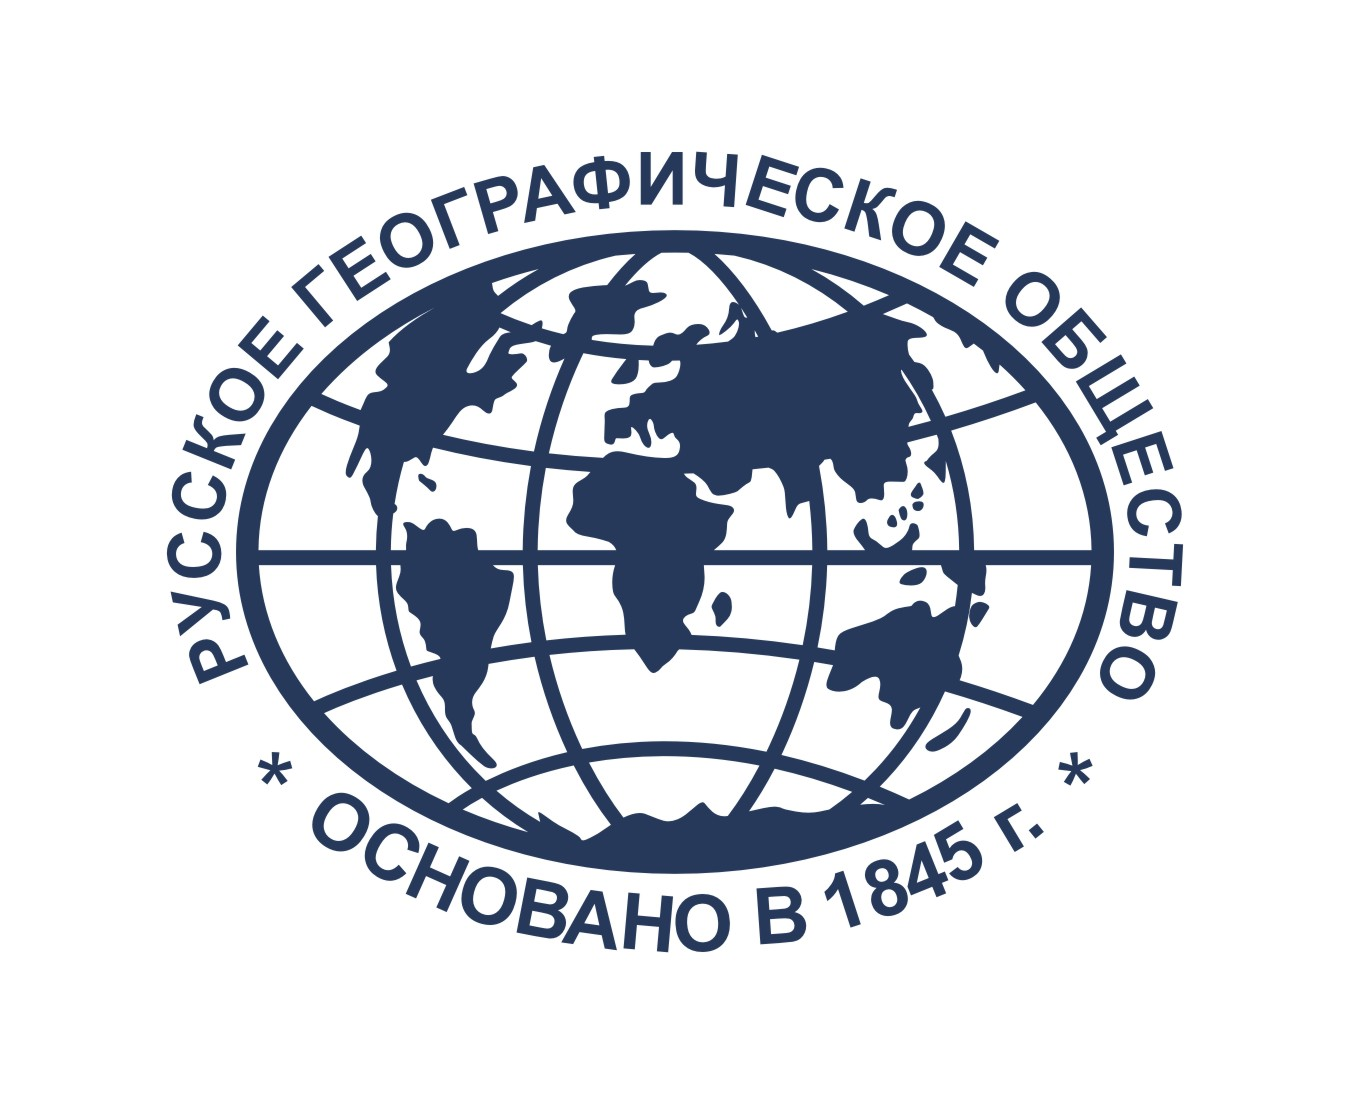 РУССКОЕ ГЕОГРАФИЧЕСКОЕ ОБЩЕСТВО
* ОСНОВАНО В 1845 г. *